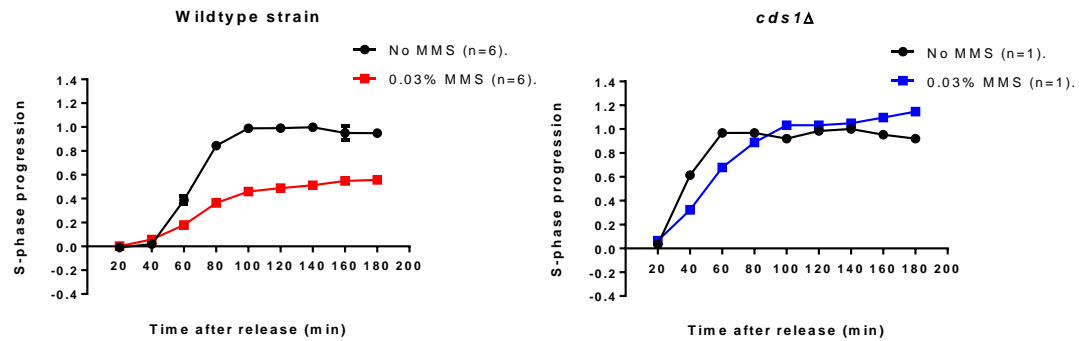 Wildtype strain
No MMS (n=6).
0.03% MMS (n=6).
S-phase progression
1.4
1.2
1.0
0.8
0.6
0.4
0.2
0.0
-0.2
-0.4
20 40 60 80 100 120 140 160 180 200
Time after release (min)
cds1Δ
No MMS (n=1).
0.03% MMS (n=1).
S-phase progression
1.4
1.2
1.0
0.8
0.6
0.4
0.2
0.0
-0.2
-0.4
20 40 60 80 100 120 140 160 180 200
Time after release (min)